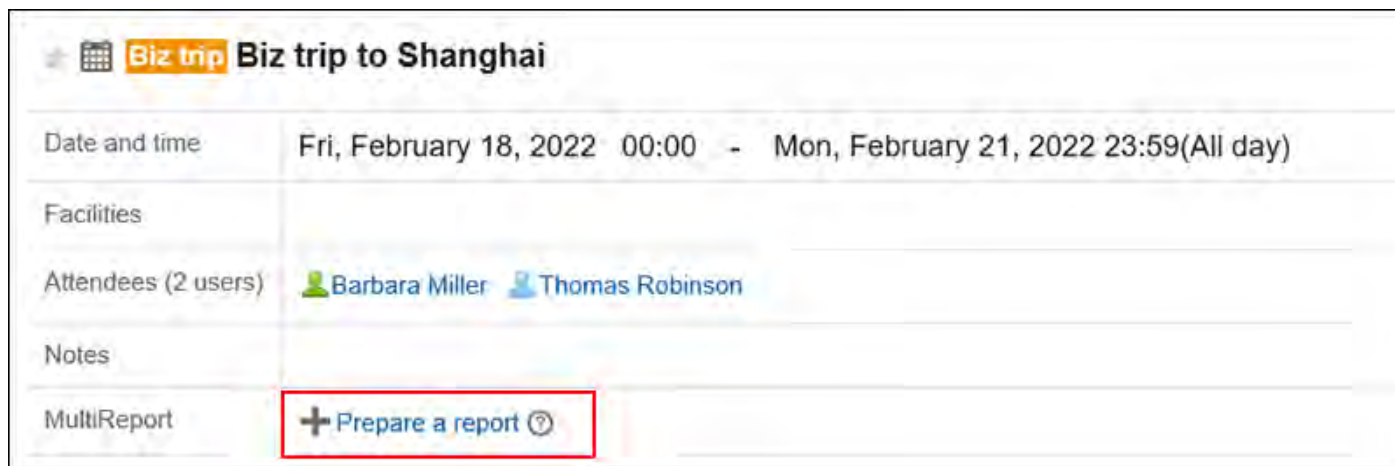 Biz trip Biz trip to Shanghai
Date and time Fri, February 18, 2022 00:00 - Mon, February 21, 2022 23:59(All day)
Facilities
Attendees (2 users) Barbara Miller Thomas Robinson
Notes
MultiReport Prepare a report ?